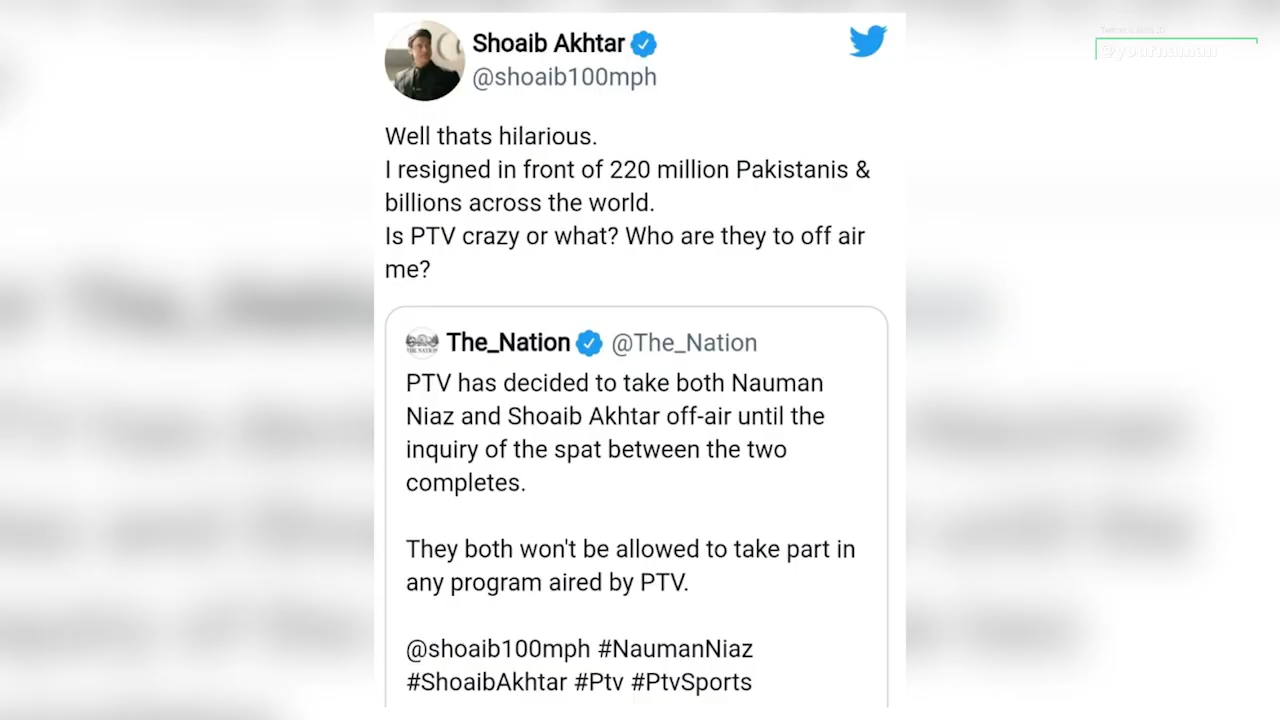 Shoaib Akhtar
@shoaib100mph
Well thats hilarious.
I resigned in front of 220 million Pakistanis &
billions across the world.
Is PTV crazy or what? Who are they to off air
me?
The_Nation @The_Nation
PTV has decided to take both Nauman
Niaz and Shoaib Akhtar off-air until the
inquiry of the spat between the two
completes.
They both won't be allowed to take part in
any program aired by PTV.
@shoaib100mph #NaumanNiaz
#ShoaibAkhtar #Ptv #PtvSports